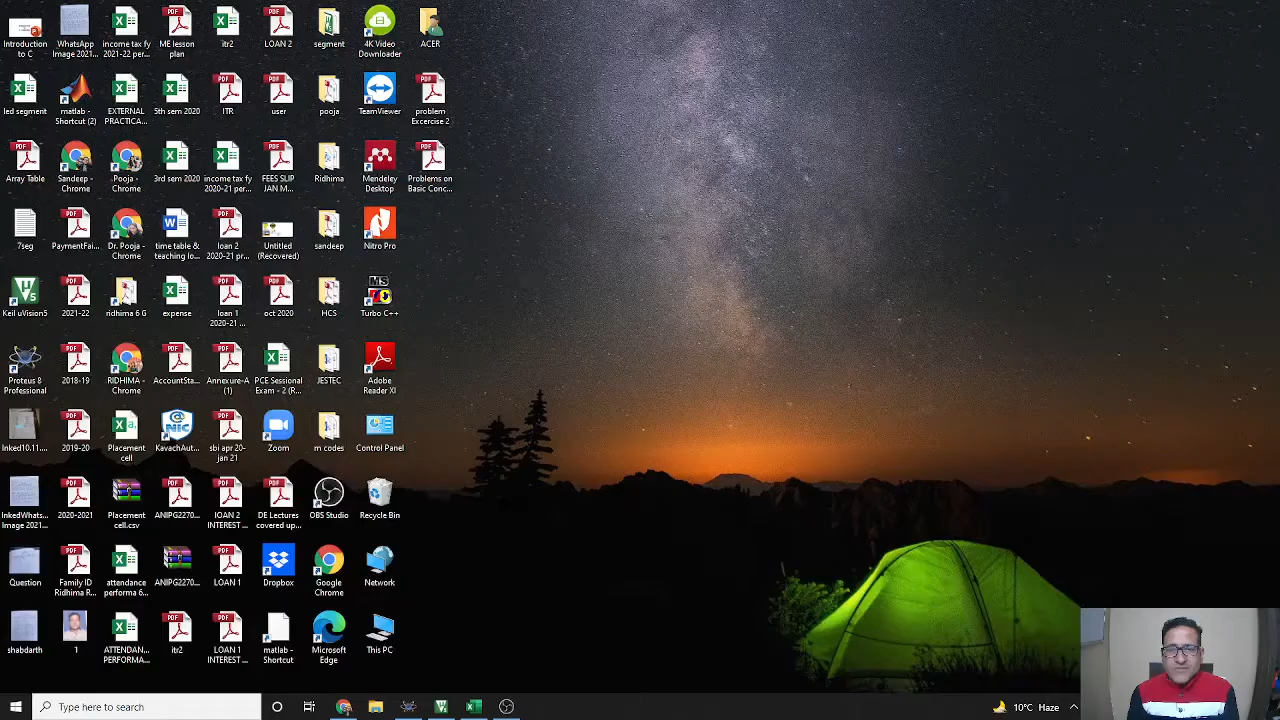 Introduction
to C
WhatsApp
Image 2021...
income tax fy
2021-22 per...
ME lesson
plan
itr2
LOAN 2
segment
4K Video
Downloader
ACER
led segment
matlab -
Shortcut (2)
EXTERNAL
PRACTICA...
5th sem 2020
ITR
user
pooja
TeamViewer
problem
Excercise 2
Array Table
Sandeep -
Chrome
Pooja -
Chrome
3rd sem 2020
income tax fy
2020-21 per...
FEES SLIP
JAN M...
Ridhima
Mendeley
Desktop
Problems on
Basic Conc...
7seg
PaymentFai...
Dr. Pooja -
Chrome
time table &
teaching lo...
loan 2
2020-21 pr...
Untitled
(Recovered)
sandeep
Nitro Pro
Keil uVision5
2021-22
ridhima 6 G
expense
loan 1
2020-21 ...
oct 2020
HCS
Turbo C++
Proteus 8
Professional
2018-19
RIDHIMA -
Chrome
AccountSta...
Annexure-A
(1)
PCE Sessional
Exam - 2 (R...
JESTEC
Adobe
Reader XI
Inked10.11....
2019-20
Placement
cell
KavachAut...
sbi apr 20-
jan 21
Zoom
m codes
Control Panel
InkedWhats...
Image 2021...
2020-2021
Placement
cell.csv
ANIPG2270...
lOAN 2
INTEREST ...
DE Lectures
covered up...
OBS Studio
Recycle Bin
Question
Family ID
Ridhima R...
attendance
performa 6...
ANIPG2270...
LOAN 1
Dropbox
Google
Chrome
Network
shabdarth
1
ATTENDAN...
PERFORMA...
itr2
LOAN 1
INTEREST ...
matlab -
Shortcut
Microsoft
Edge
This PC
Type here to search
10°C Haze